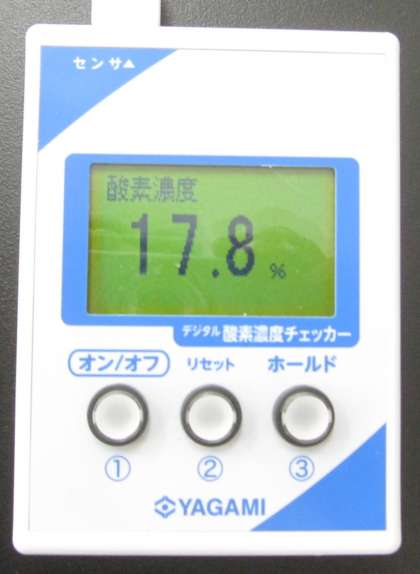 センサ▲
酸素濃度
17.8 %
デジタル 酸素濃度チェッカー
オン/オフ リセット ホールド
① ② ③
YAGAMI